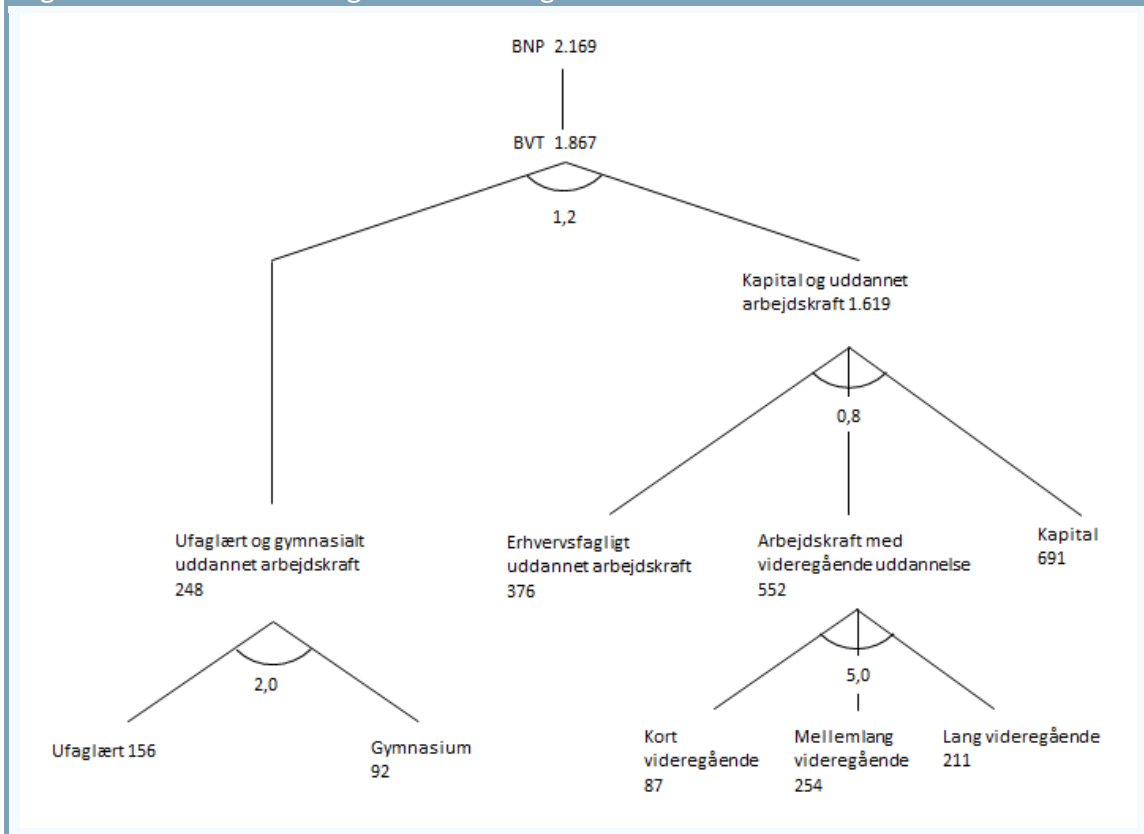 BNP 2.169
BVT 1.867
1,2
Kapital og uddannet
arbejdskraft 1.619
0,8
Ufaglært og gymnasialt
uddannet arbejdskraft
248
Erhvervsfagligt
uddannet arbejdskraft
376
Arbejdskraft med
videregående uddannelse
552
Kapital
691
2,0
5,0
Ufaglært 156
Gymnasium
92
Kort
videregående
87
Mellemlang
videregående
254
Lang videregående
211